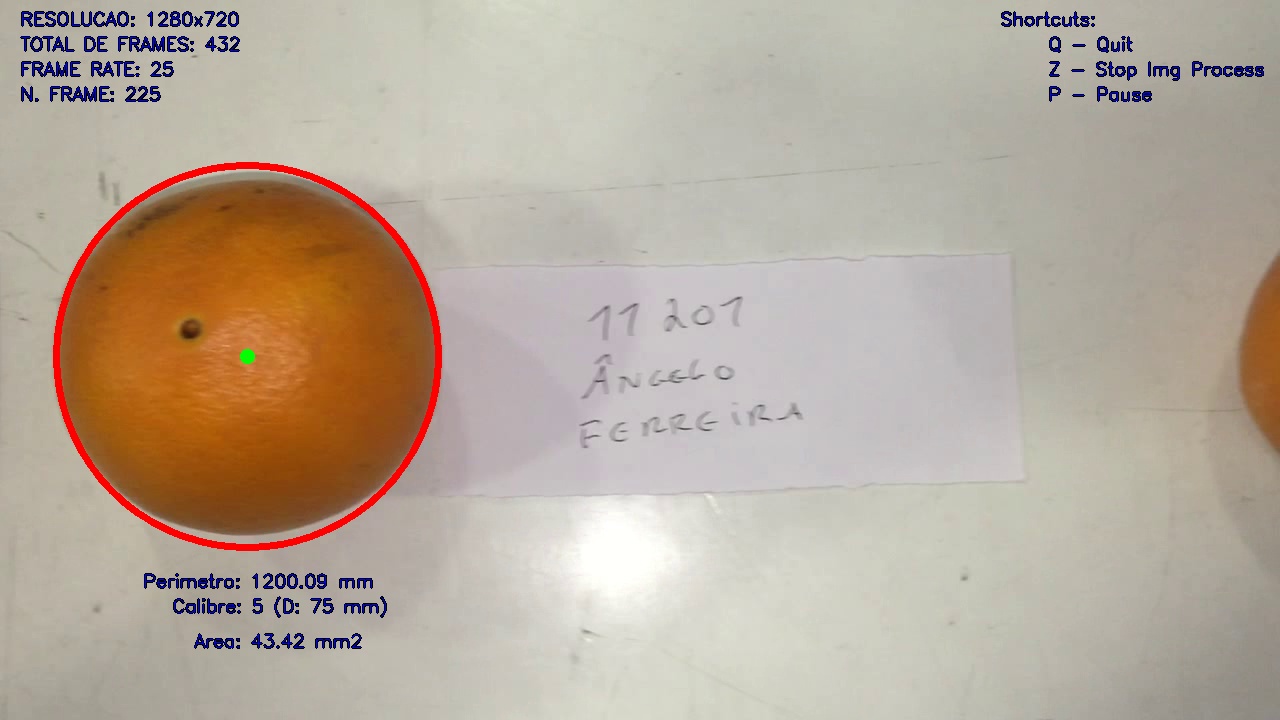 RESOLUCAO: 1280x720
TOTAL DE FRAMES: 432
FRAME RATE: 25
N. FRAME: 225
Shortcuts:
Q - Quit
Z - Stop Img Process
P - Pause
11 201
ÂNGELO
FERREIRA
Perimetro: 1200.09 mm
Calibre: 5 (D: 75 mm)
Area: 43.42 mm2